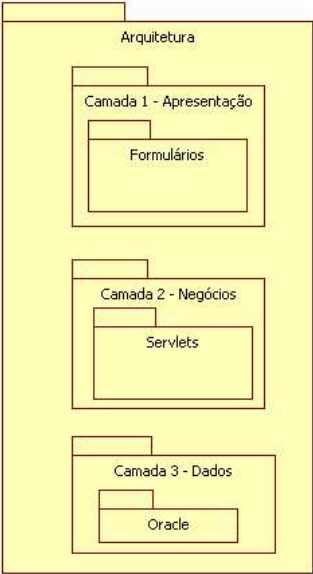 Arquitetura
Camada 1 - Apresentação
Formulários
Camada 2 - Negócios
Servlets
Camada 3 - Dados
Oracle